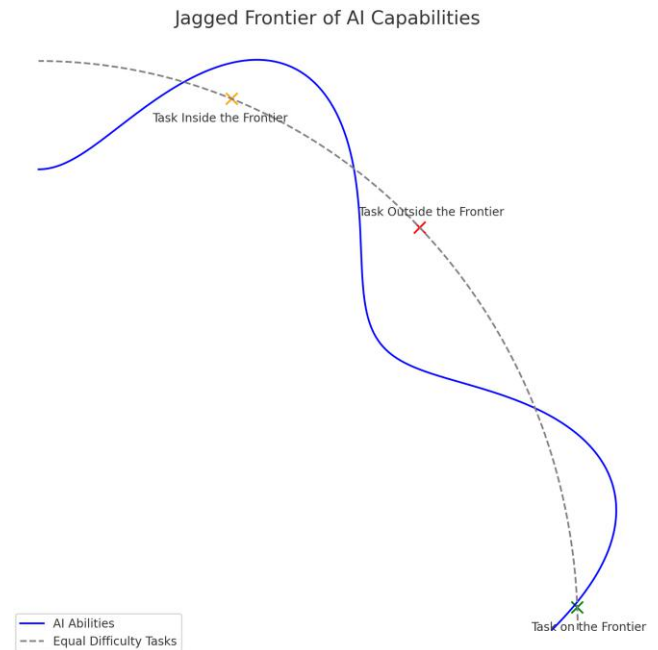 Jagged Frontier of AI Capabilities
Task Inside the Frontier
Task Outside the Frontier
Task on the Frontier
AI Abilities
Equal Difficulty Tasks